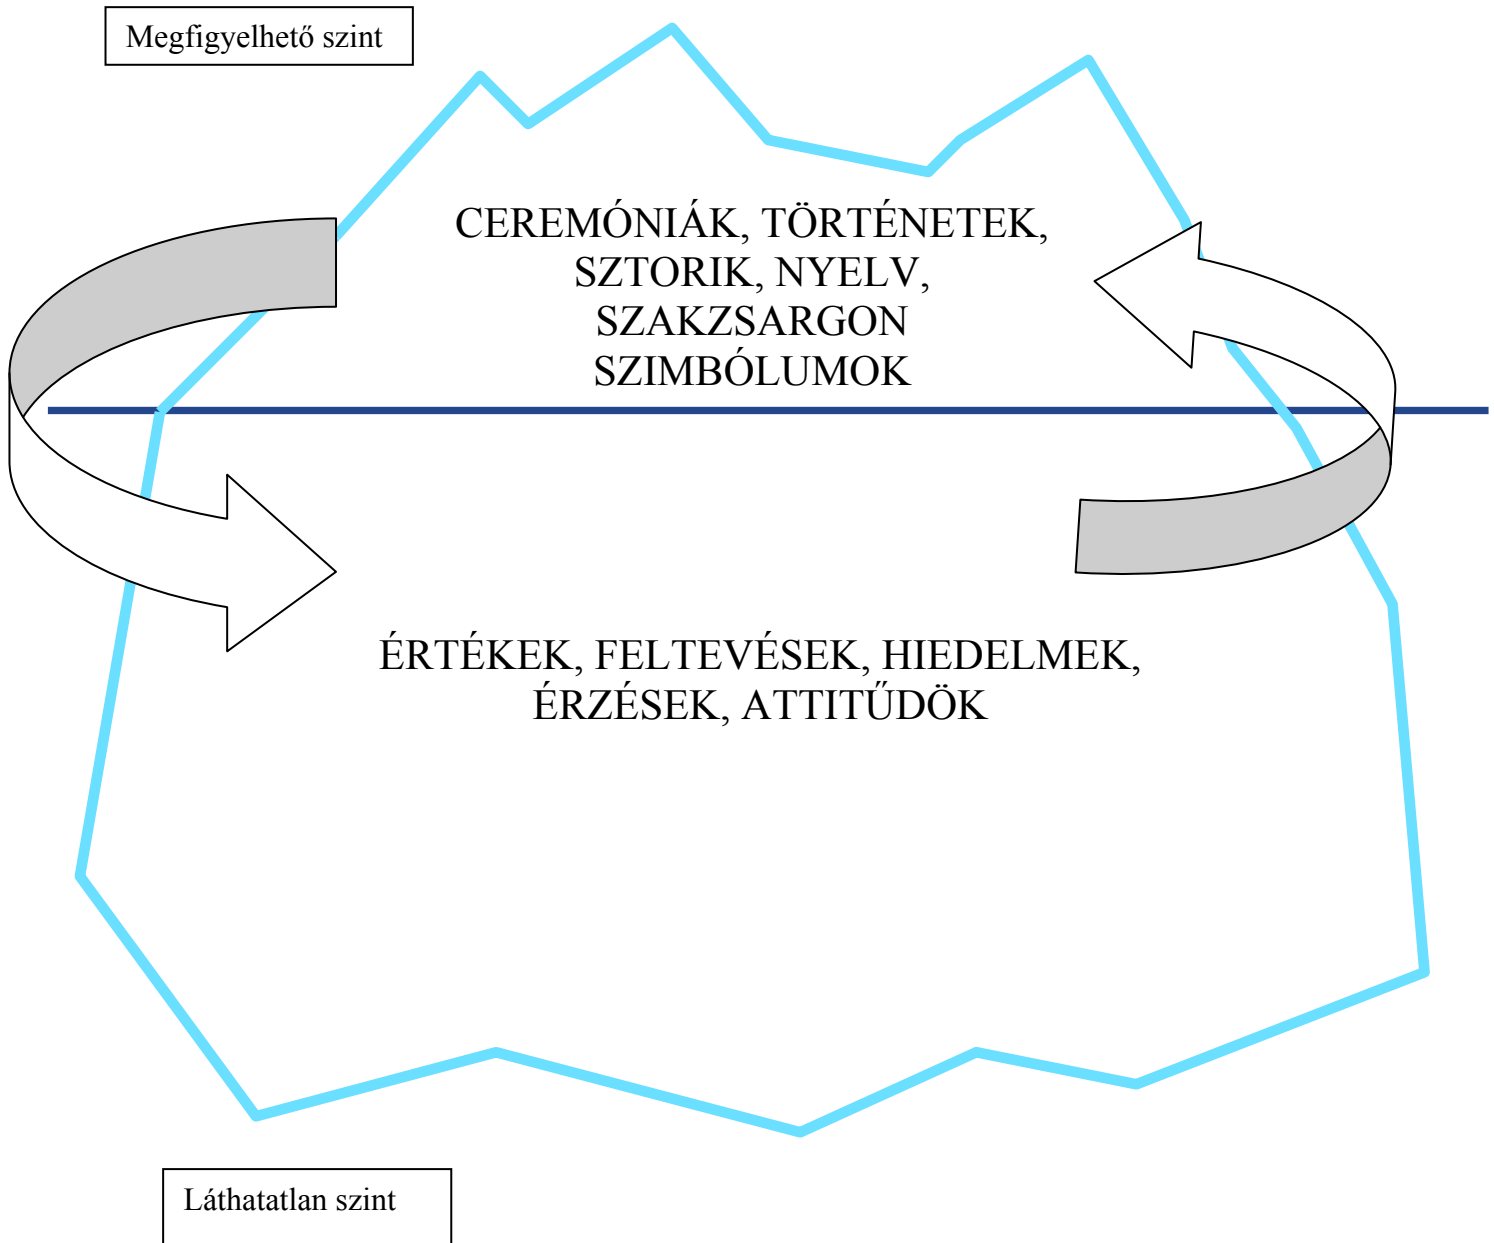 Megfigyelhető szint
CEREMÓNIÁK, TÖRTÉNETEK,
SZTORIK, NYELV,
SZAKZSARGON
SZIMBÓLUMOK
ÉRTÉKEK, FELTEVÉSEK, HIEDELMEK,
ÉRZÉSEK, ATTITŰDÖK
Láthatatlan szint